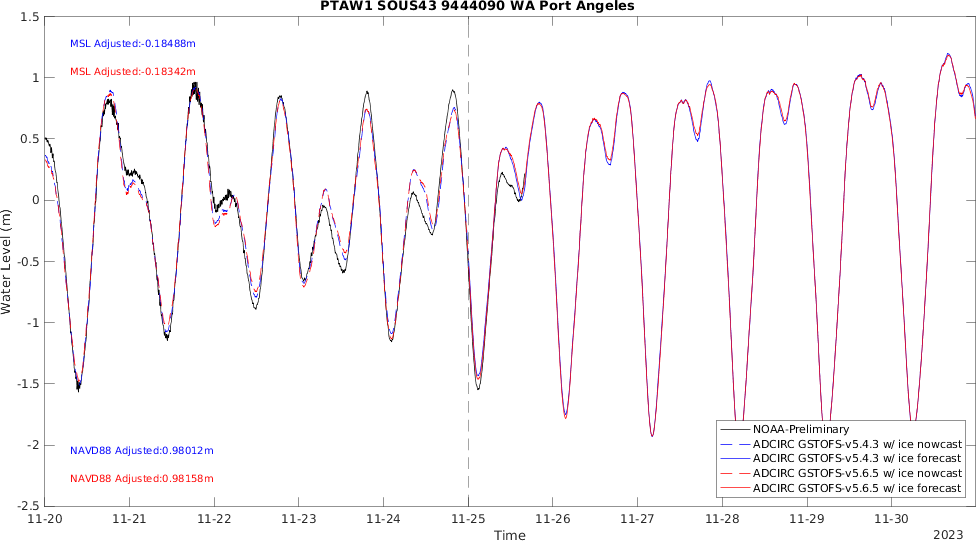 PTAW1 SOUS43 9444090 WA Port Angeles
1.5
MSL Adjusted:-0.18488m
MSL Adjusted:-0.18342m
1
0.5
0
-0.5
-1
-1.5
-2
-2.5
Water Level (m)
NAVD88 Adjusted:0.98012m
NAVD88 Adjusted:0.98158m
NOAA-Preliminary
ADCIRC GSTOFS-v5.4.3 w/ ice nowcast
ADCIRC GSTOFS-v5.4.3 w/ ice forecast
ADCIRC GSTOFS-v5.6.5 w/ ice nowcast
ADCIRC GSTOFS-v5.6.5 w/ ice forecast
11-20 11-21 11-22 11-23 11-24 11-25 11-26 11-27 11-28 11-29 11-30
Time
2023